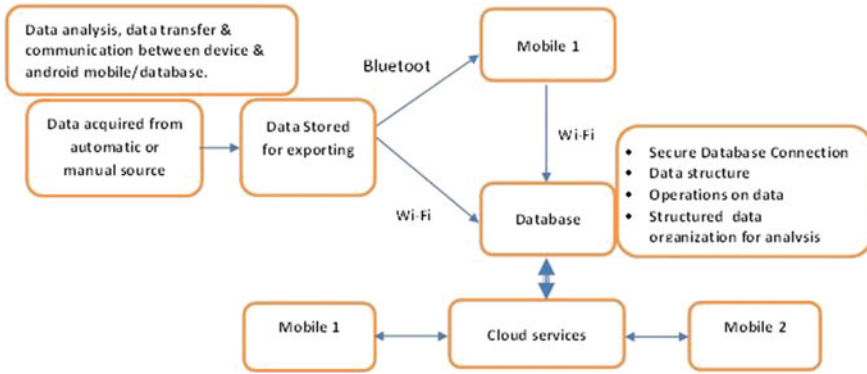 Data analysis, data transfer &
communication between device &
android mobile/database.
Mobile 1
Bluetoot
Data acquired from
automatic or
manual source
Data Stored
for exporting
Wi-Fi
Wi-Fi
Database
◆ Secure Database Connection
◆ Data structure
◆ Operations on data
◆ Structured data
organization for analysis
Mobile 1
Cloud services
Mobile 2